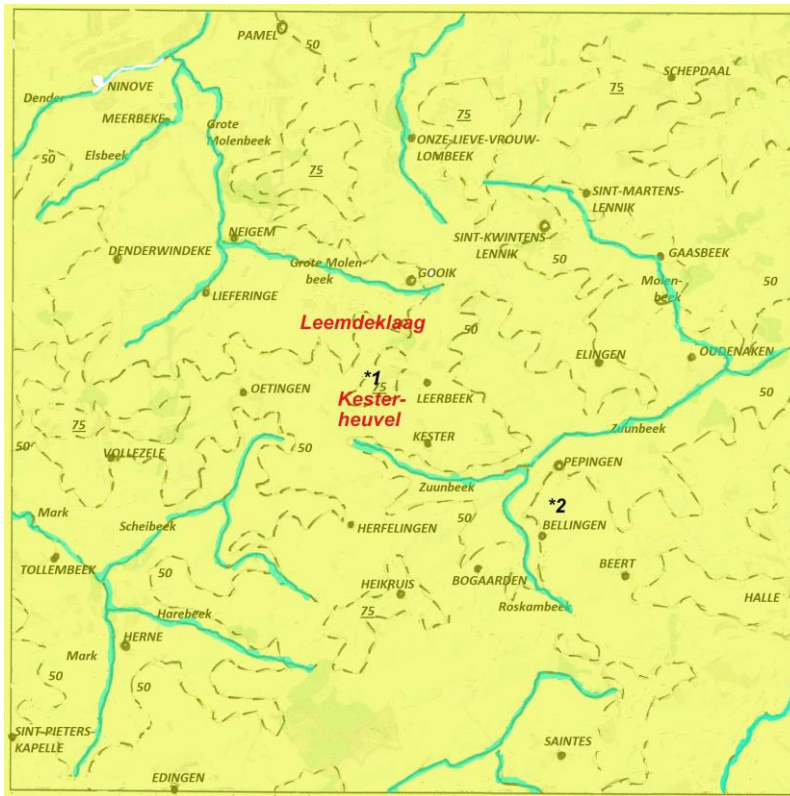 PAMEL
50
SCHEPDAAL
75
Dender
NINOVE
MEERBEKE
Grote
Molenbeek
75
ONZE-LIEVE-VROUW-
LOMBEEK
50
Elsbeek
75
SINT-MARTENS-
LENNIK
NEIGEM
SINT-KWINTENS
LENNIK
DENDERWINDEKE
Grote Molen
beek
GOOIK
50
GAASBEEK
Molen-
beek
50
LIEFERINGE
Leemdeklaag
50
ELINGEN
OUDENAKEN
*1
75
OETINGEN
Kester-
heuvel
LEERBEEK
50
75
50
50
KESTER
Zuunbeek
VOLLEZELE
PEPINGEN
Zuunbeek
Mark
*2
Scheibeek
HERFELINGEN
50
BELLINGEN
TOLLEMBEEK
50
HEIKRUIS
BOGAARDEN
BEERT
HALLE
Harebeek
75
Roskambeek
HERNE
Mark
50
50
SINT-PIETERS-
KAPELLE
SAINTES
EDINGEN